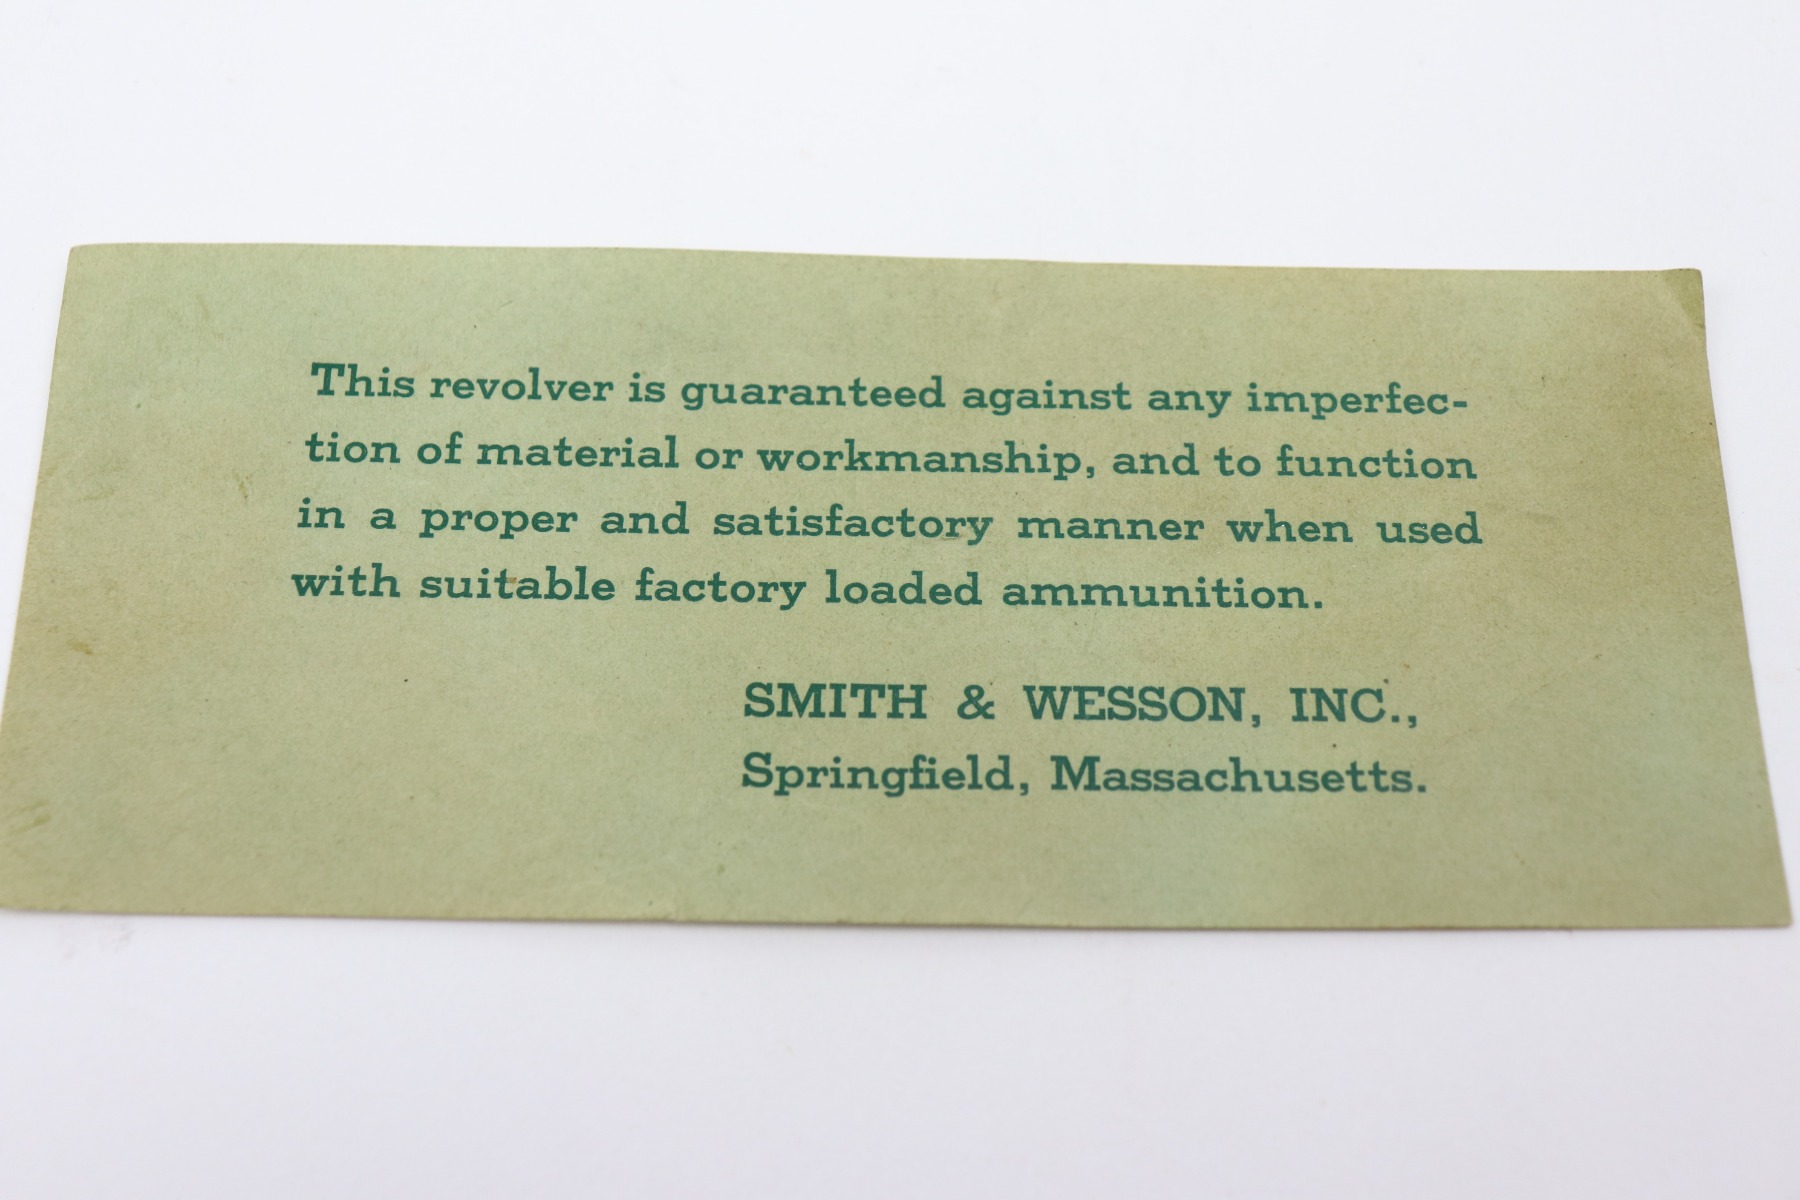 This revolver is guaranteed against any imperfec-
tion of material or workmanship, and to function
in a proper and satisfactory manner when used
with suitable factory loaded ammunition.
SMITH & WESSON, INC.,
Springfield, Massachusetts.